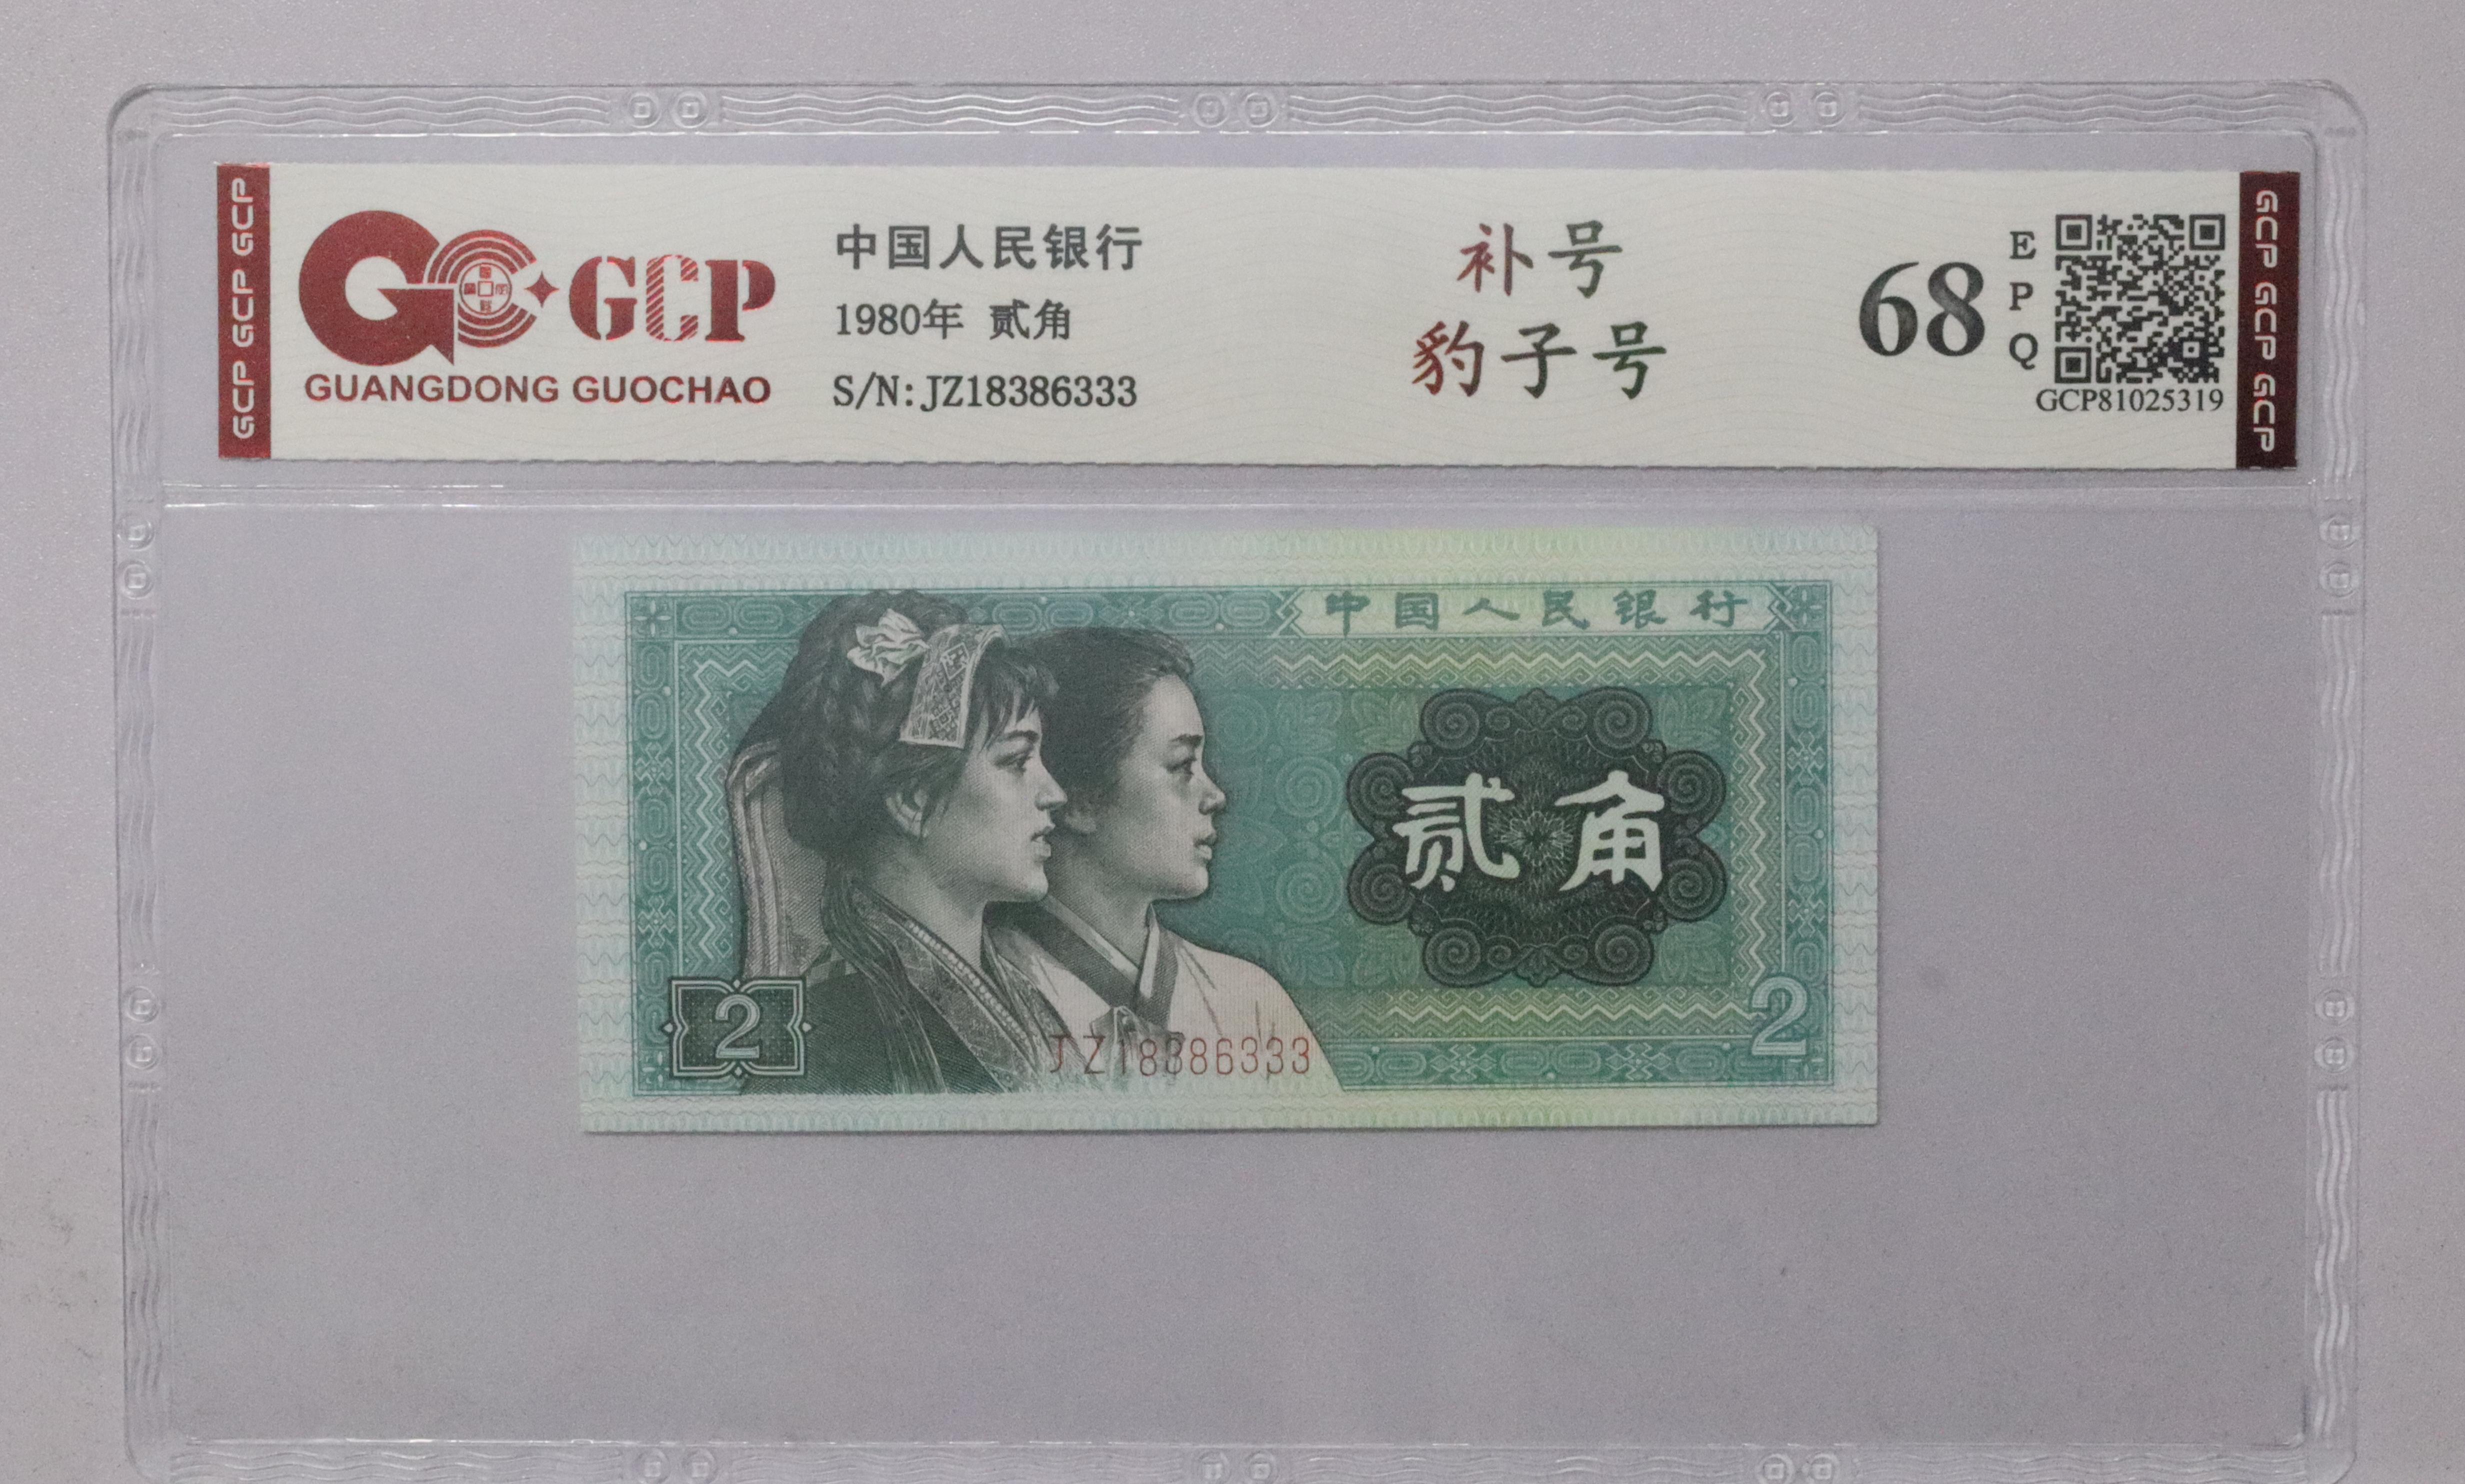 GCP GCP GCP
GCP
GUANGDONG GUOCHAO
中国人民银行
1980年 贰角
S/N:JZ18386333
补号
豹子号
68
E
P
Q
GCP81025319
GCP GCP GCP
中国人民银行
贰角
2
JZ18386333
2